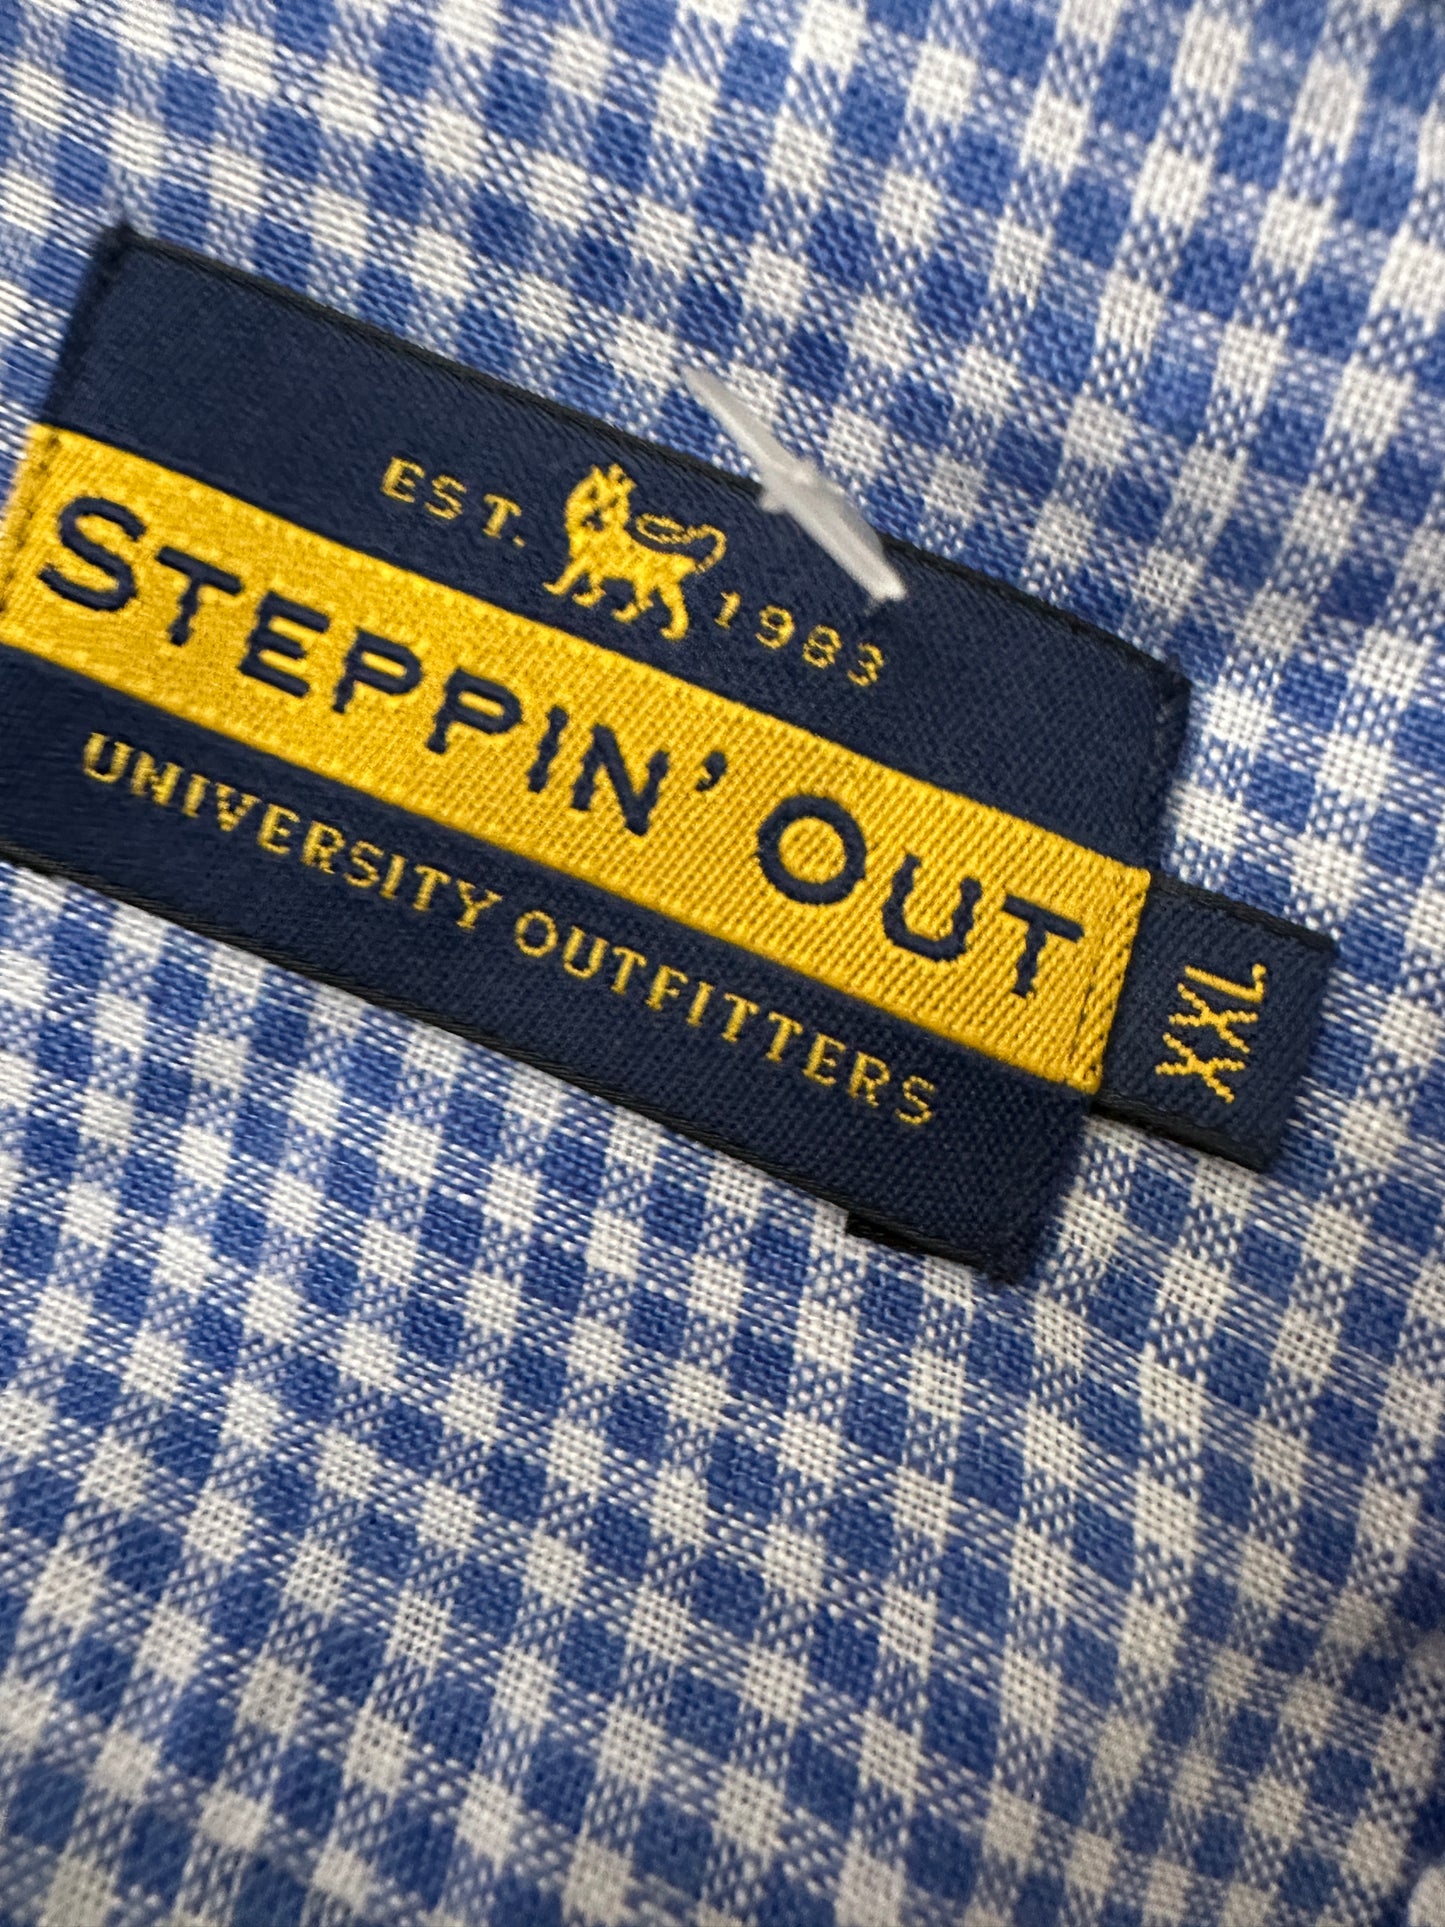 EST. 1983
STEPPIN' OUT
UNIVERSITY OUTFITTERS
XXL